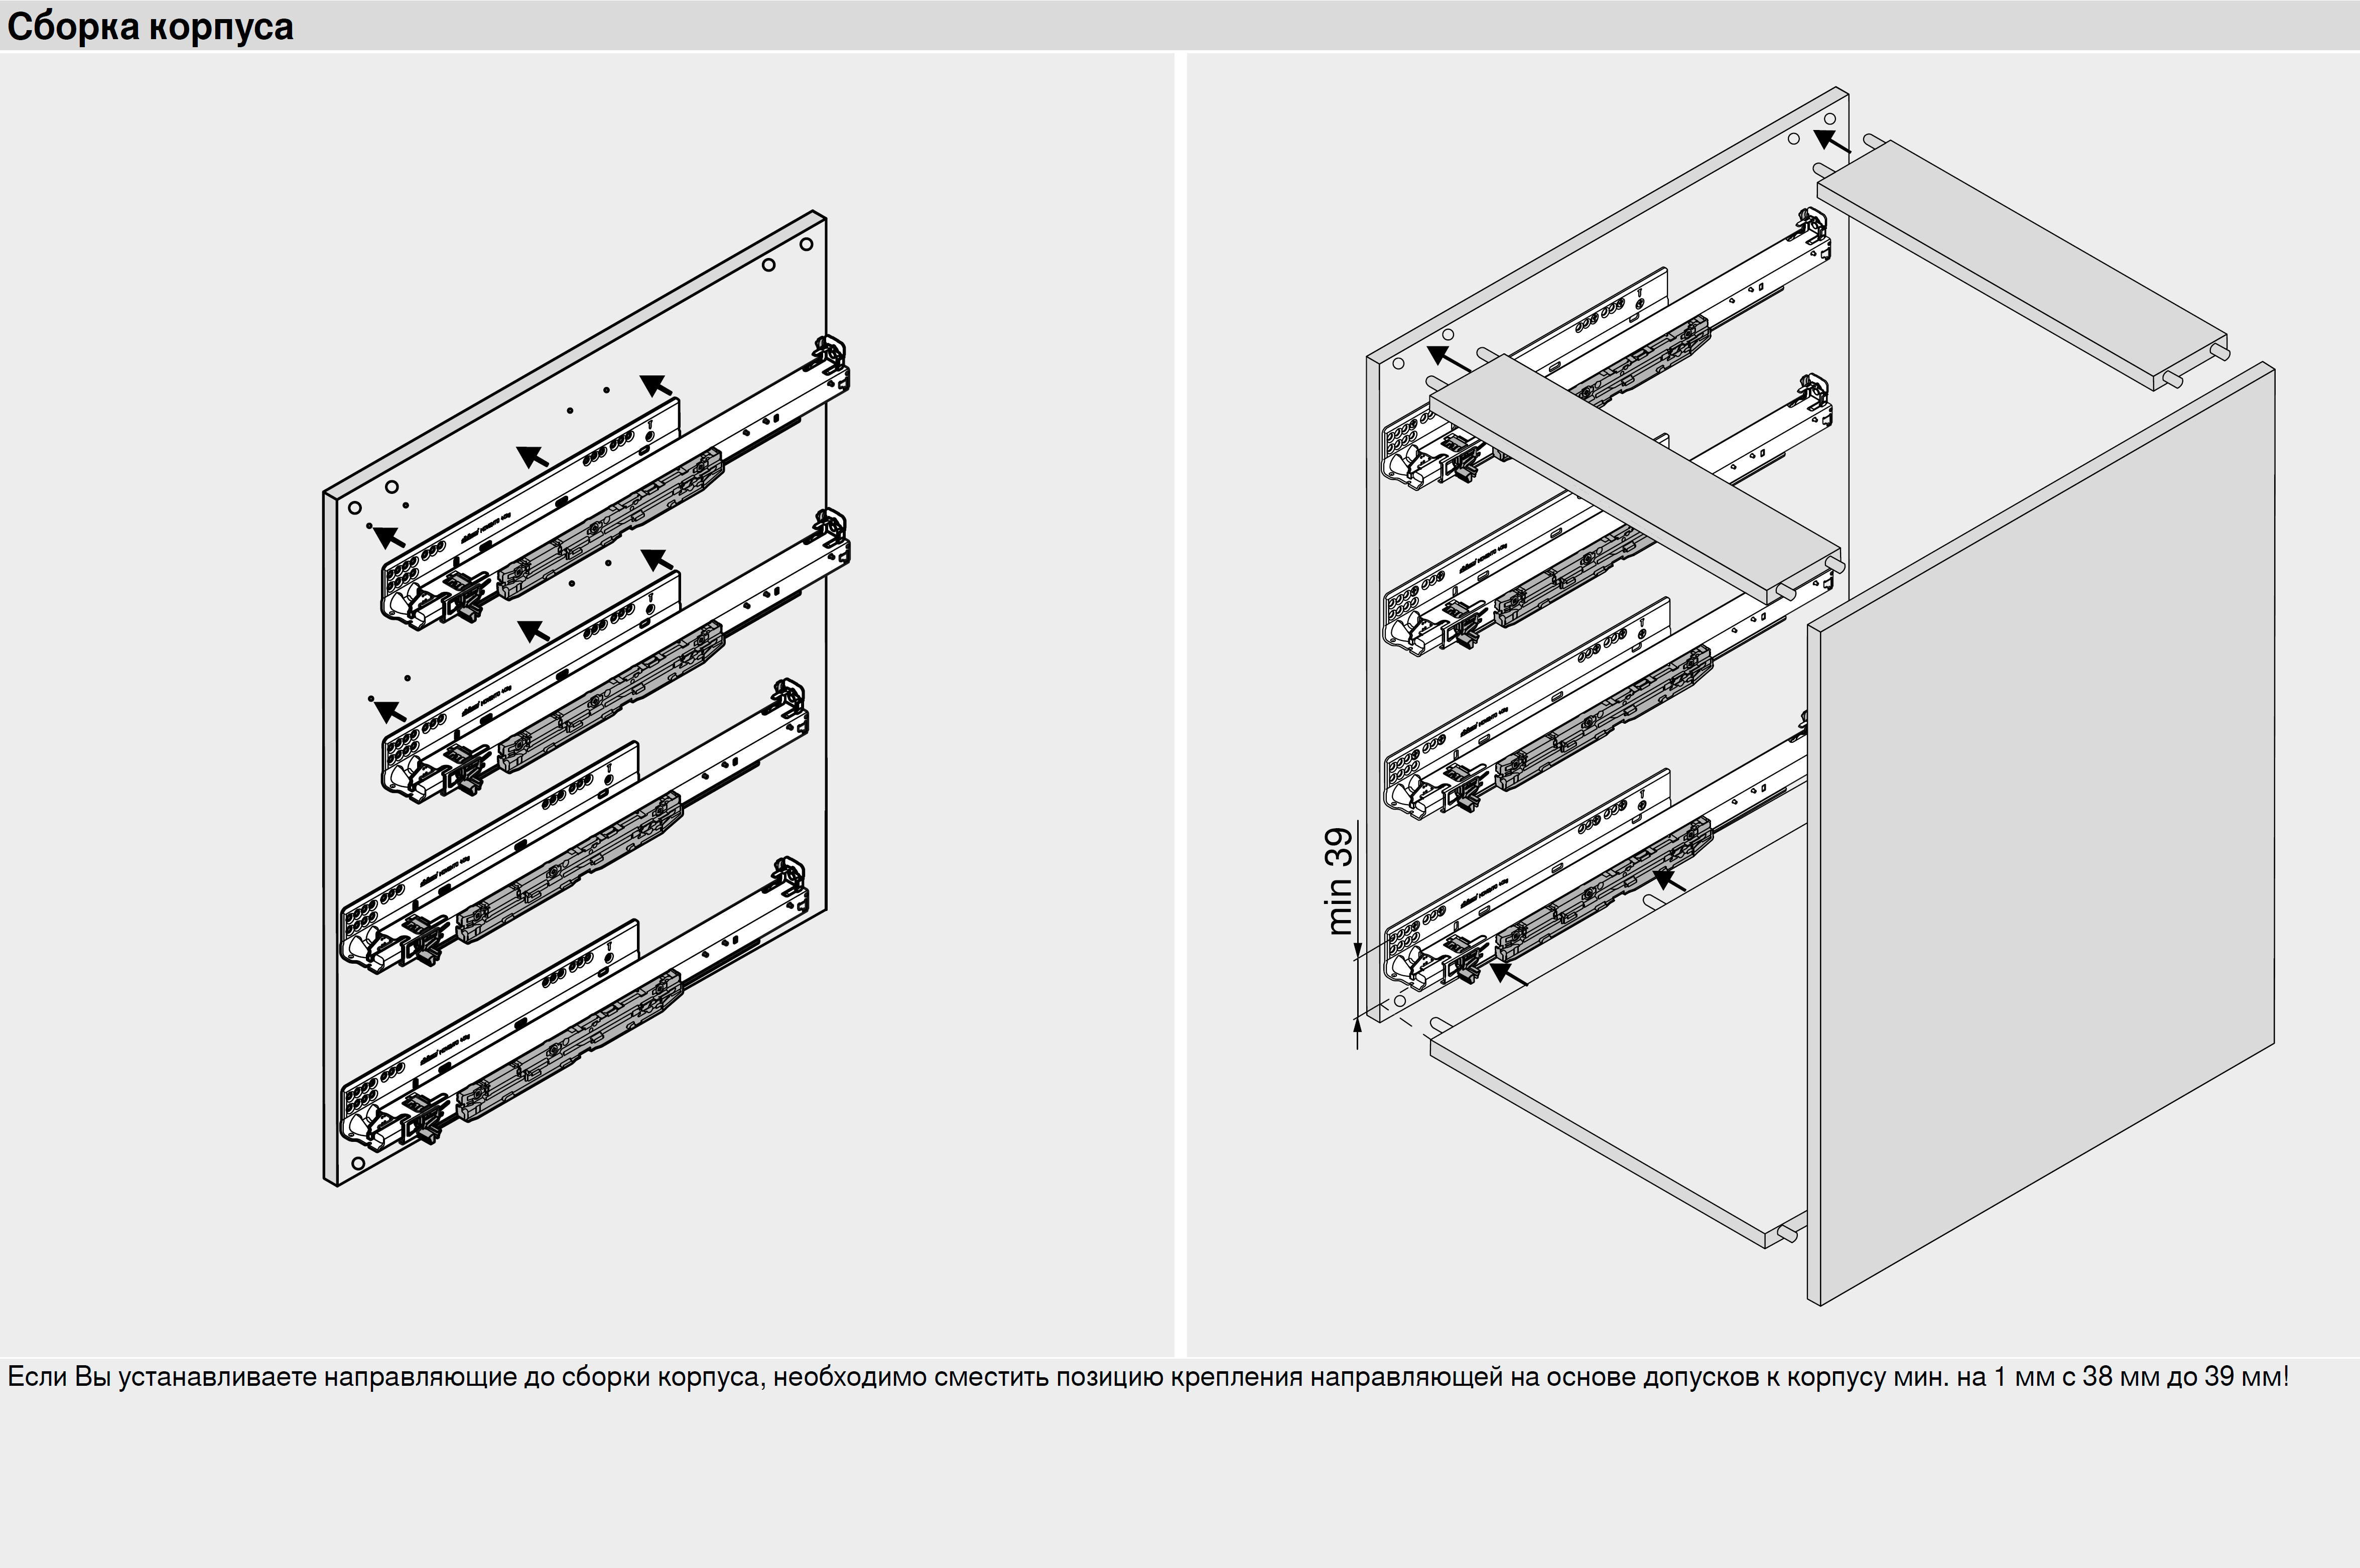 Сборка корпуса
min 39
Если Вы устанавливаете направляющие до сборки корпуса, необходимо сместить позицию крепления направляющей на основе допусков к корпусу мин. на 1 мм с 38 мм до 39 мм!